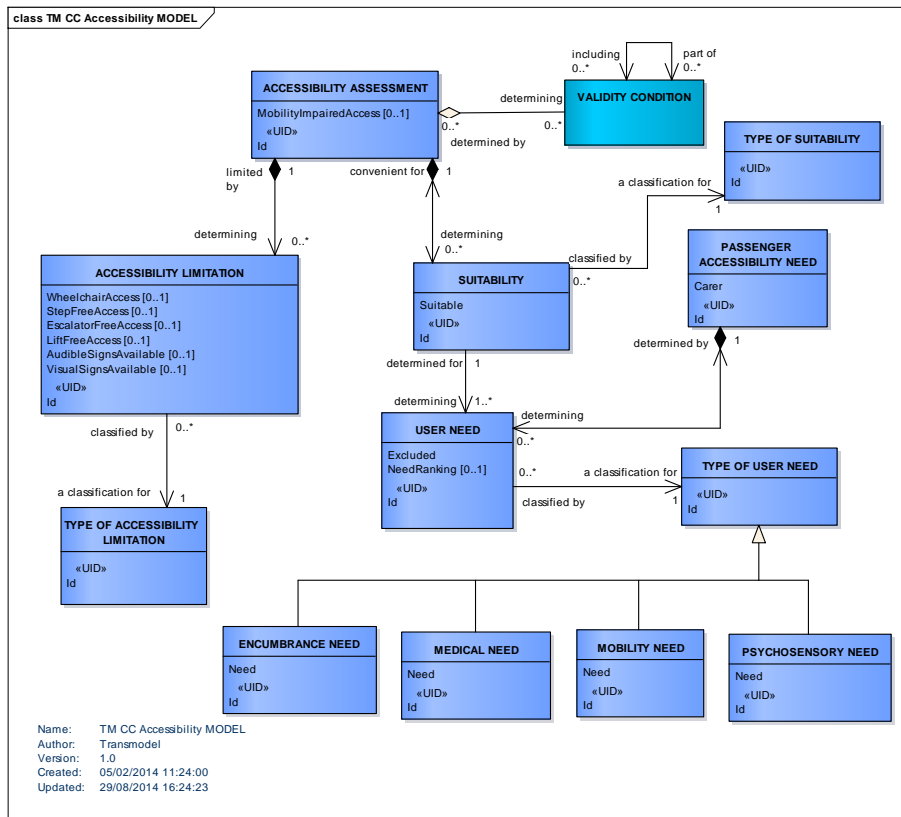 class TM CC Accessibility MODEL
including
0..*
part of
0..*
ACCESSIBILITY ASSESSMENT
MobilityImpairedAccess [0..1]
«UID»
Id
VALIDITY CONDITION
determining
0..*
0..*
determined by
TYPE OF SUITABILITY
«UID»
Id
limited
by
1
convenient for
1
a classification for
1
determining
0..*
determining
0..*
classified by
0..*
ACCESSIBILITY LIMITATION
WheelchairAccess [0..1]
StepFreeAccess [0..1]
EscalatorFreeAccess [0..1]
LiftFreeAccess [0..1]
AudibleSignsAvailable [0..1]
VisualSignsAvailable [0..1]
«UID»
Id
SUITABILITY
Suitable
«UID»
Id
PASSENGER
ACCESSIBILITY NEED
Carer
«UID»
Id
determined by
1
determined for
1
determining
1..*
determining
0..*
classified by
0..*
USER NEED
Excluded
NeedRanking [0..1]
«UID»
Id
0..*
a classification for
classified by
1
TYPE OF USER NEED
«UID»
Id
a classification for
1
TYPE OF ACCESSIBILITY
LIMITATION
«UID»
Id
ENCUMBRANCE NEED
Need
«UID»
Id
MEDICAL NEED
Need
«UID»
Id
MOBILITY NEED
Need
«UID»
Id
PSYCHOSENSORY NEED
Need
«UID»
Id
Name: TM CC Accessibility MODEL
Author: Transmodel
Version: 1.0
Created: 05/02/2014 11:24:00
Updated: 29/08/2014 16:24:23